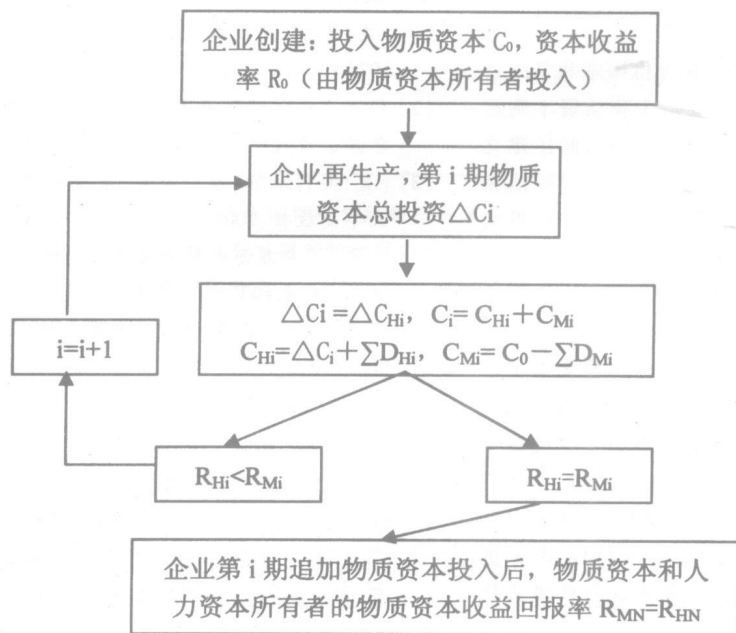 企业创建：投入物质资本 C₀，资本收益
率 R₀（由物质资本所有者投入）
企业再生产，第 i 期物质
资本总投资△Ci
△Ci =△C_Hi，C_i= C_Hi＋C_Mi
C_Hi=△C_i＋∑D_Hi，C_Mi= C_0－∑D_Mi
i=i+1
R_Hi<R_Mi
R_Hi=R_Mi
企业第 i 期追加物质资本投入后，物质资本和人
力资本所有者的物质资本收益回报率 R_MN=R_HN